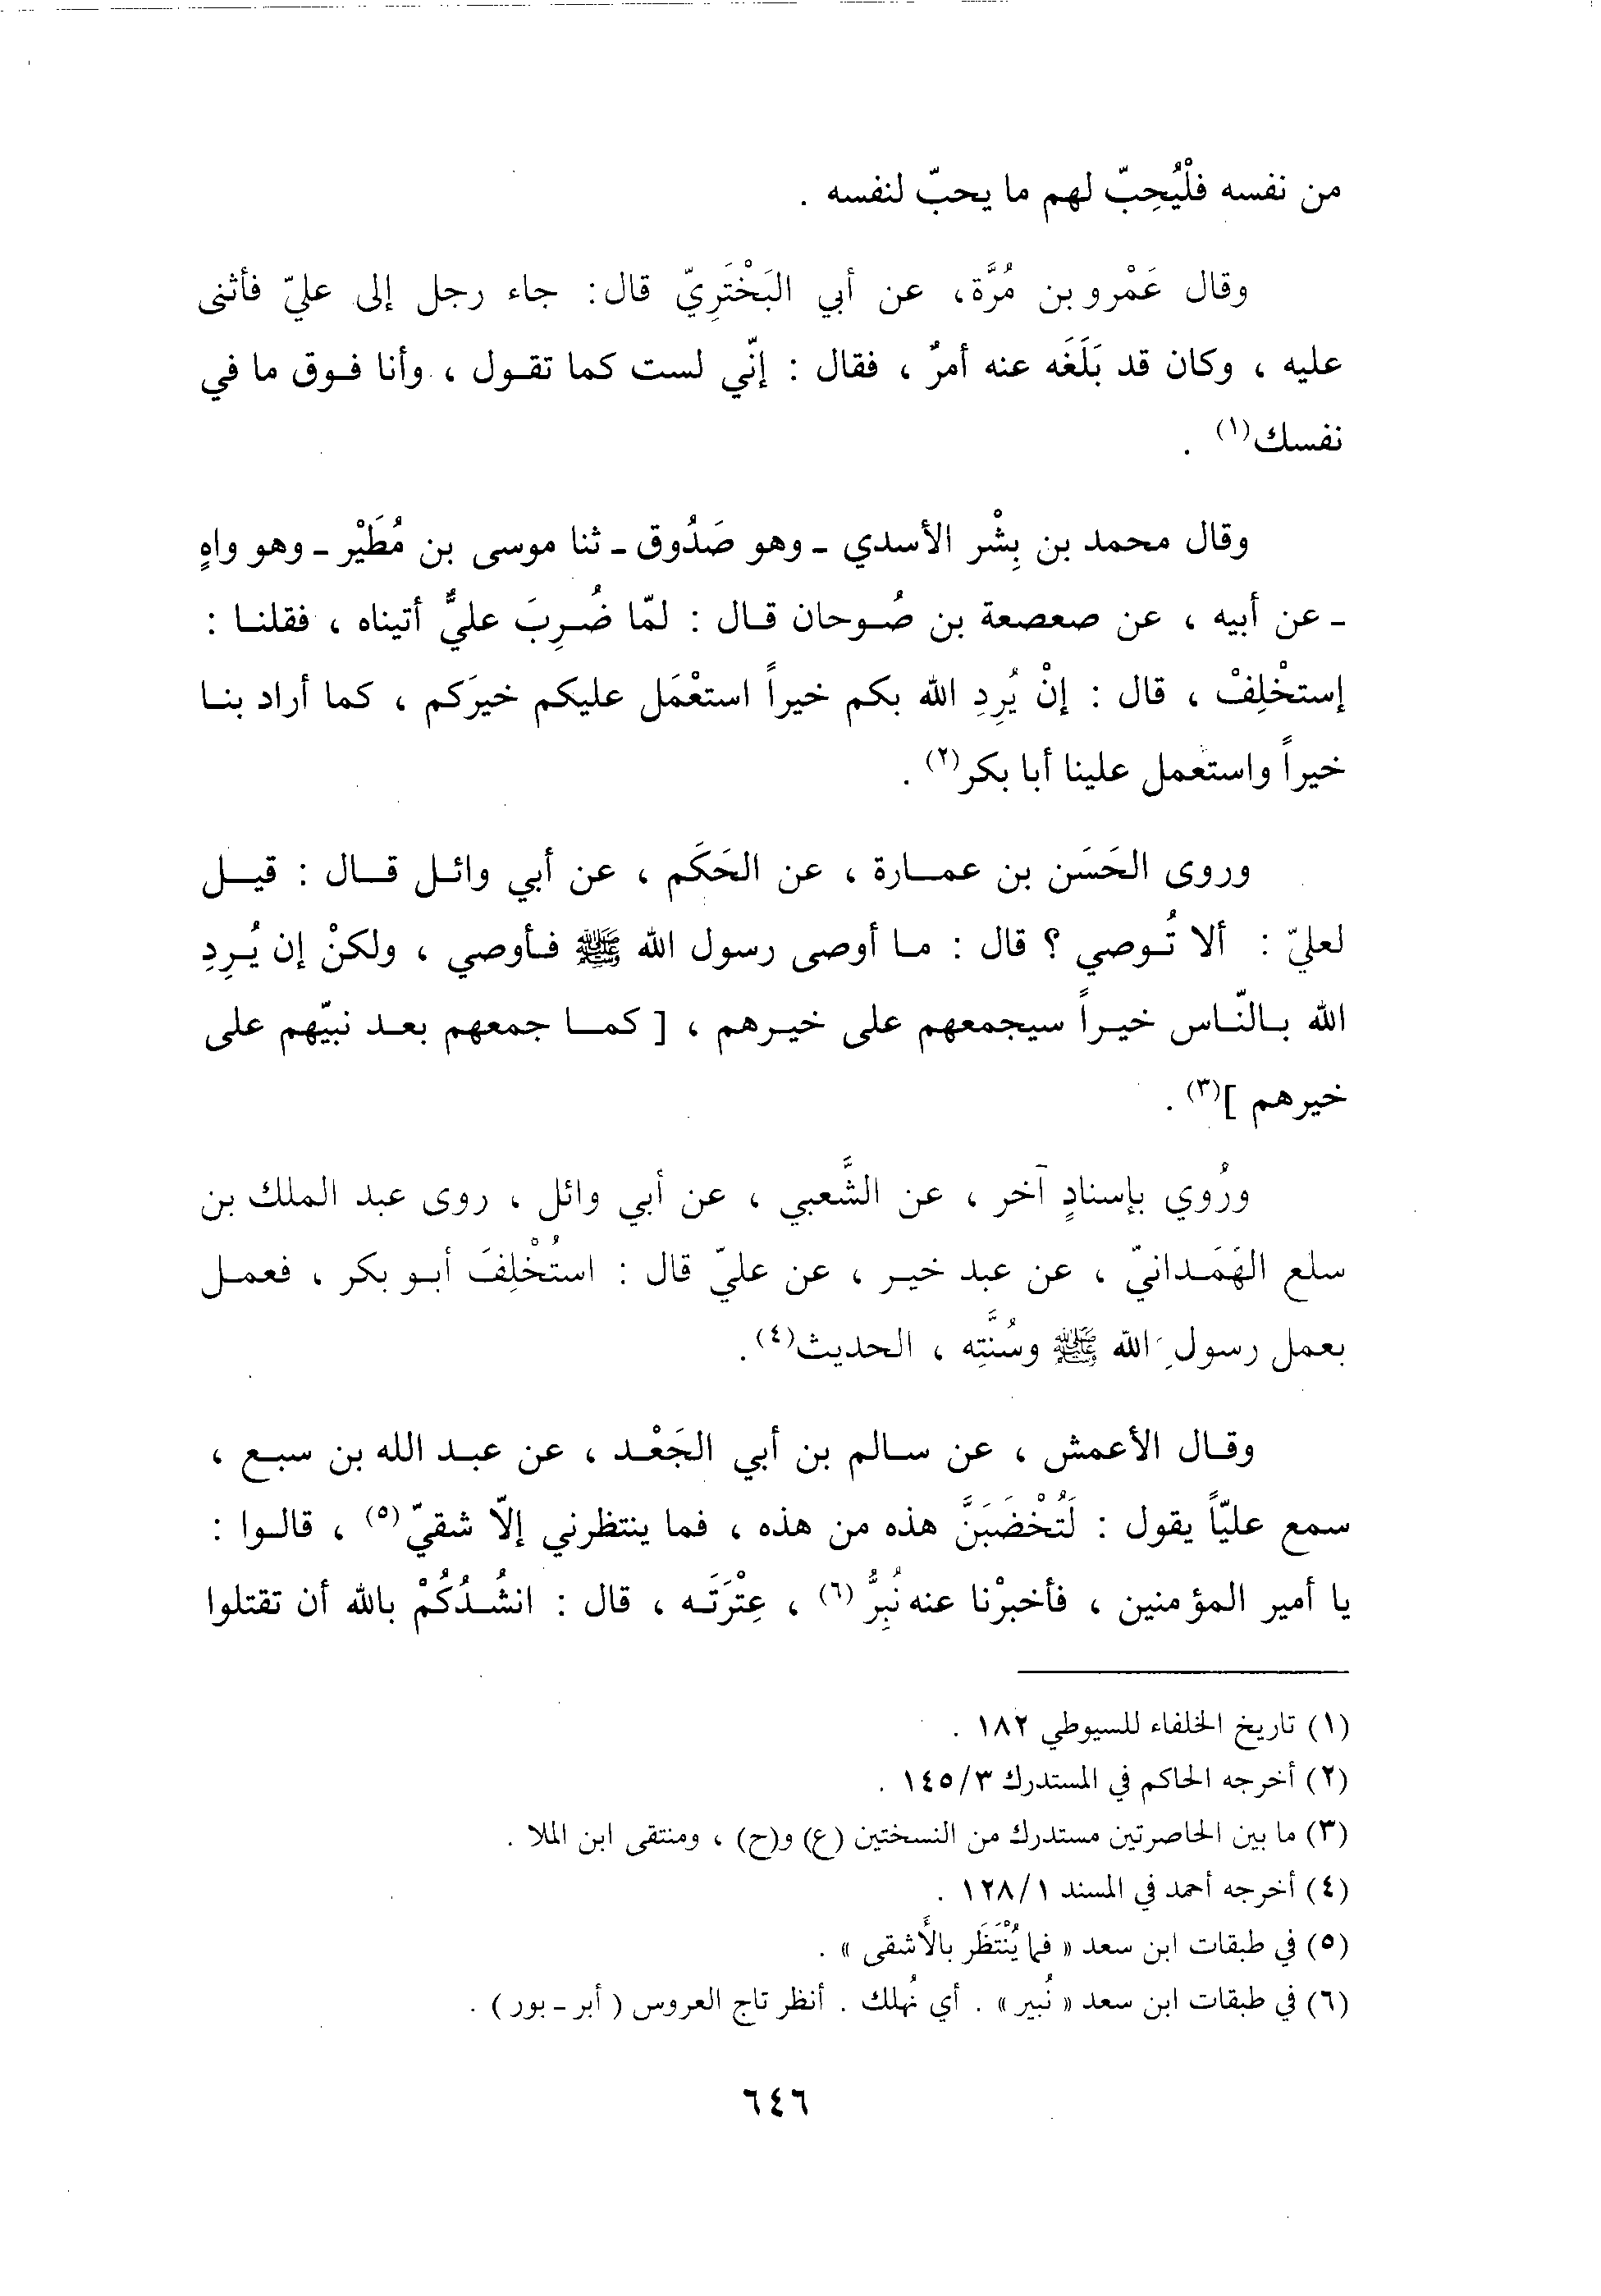 من نفسه فلْيُحِبّ لهم ما يحبّ لنفسه .
وقال عَمْرو بن مُرَّة، عن أبي البَخْتَرِيّ قال: جاء رجل إلى عليّ فأثنى
عليه ، وكان قد بَلَغَه عنه أمرٌ ، فقال : إنّي لست كما تقول ، وأنا فوق ما في
نفسك(١) .
وقال محمد بن بِشْر الأسدي ـ وهو صَدُوق ـ ثنا موسى بن مُطَيْر ـ وهو واهٍ
ـ عن أبيه ، عن صعصعة بن صُوحان قال : لمّا ضُرِبَ عليٌّ أتيناه ، فقلنا :
إستخْلِفْ ، قال : إنْ يُرِدِ الله بكم خيراً استعْمَل عليكم خيرَكم ، كما أراد بنا
خيراً واستعمل علينا أبا بكر(٢) .
وروى الحَسَن بن عمارة ، عن الحَكَم ، عن أبي وائل قال : قيل
لعليّ : ألا تُوصي ؟ قال : ما أوصى رسول الله ﷺ فأوصي ، ولكنْ إن يُرِدِ
الله بالنّاس خيراً سيجمعهم على خيرهم ، [ كما جمعهم بعد نبيّهم على
خيرهم ](٣) .
ورُوي بإسنادٍ آخر ، عن الشَّعبي ، عن أبي وائل ، روى عبد الملك بن
سلع الهَمَدانيّ ، عن عبد خير ، عن عليّ قال : استُخْلِفَ أبو بكر ، فعمل
بعمل رسول الله ﷺ وسُنَّتِه ، الحديث(٤) .
وقال الأعمش ، عن سالم بن أبي الجَعْد ، عن عبد الله بن سبع ،
سمع عليّاً يقول : لَتُخْضَبَنَّ هذه من هذه ، فما ينتظرني إلّا شقيّ(٥) ، قالوا :
يا أمير المؤمنين ، فأخبرْنا عنه نُبِرُّ(٦) ، عِتْرَتَه ، قال : انشُدُكُمْ بالله أن تقتلوا
(١) تاريخ الخلفاء للسيوطي ١٨٢ .
(٢) أخرجه الحاكم في المستدرك ١٤٥/٣ .
(٣) ما بين الحاصرتين مستدرك من النسختين (ع) و(ح) ، ومنتقى ابن الملا .
(٤) أخرجه أحمد في المسند ١٢٨/١ .
(٥) في طبقات ابن سعد « فما يُنْتَظَر بالأَشقى » .
(٦) في طبقات ابن سعد « نُبير » . أي نُهلك . أنظر تاج العروس ( أبر ـ بور ) .
٦٤٦